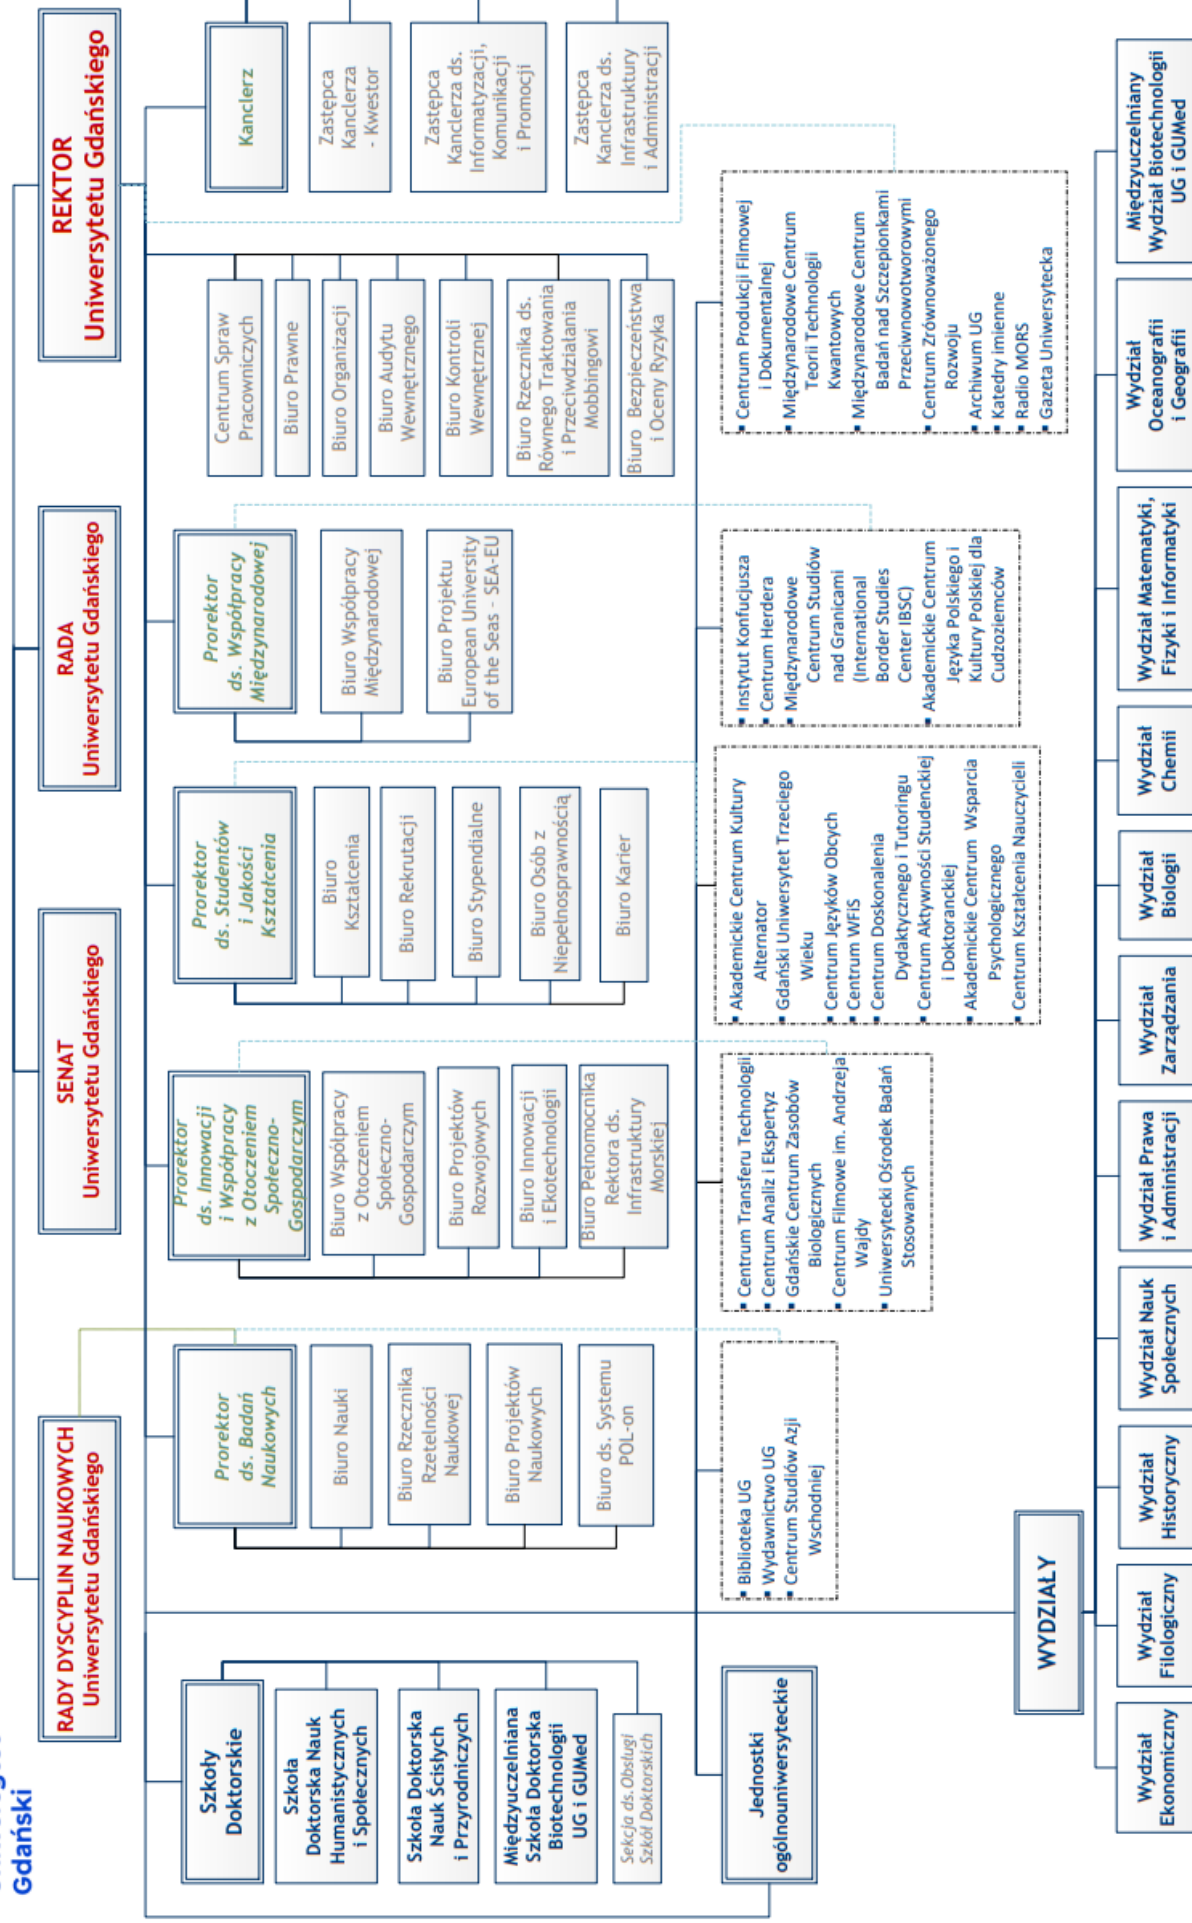 Gdański
RADY DYSCYPLIN NAUKOWYCH
Uniwersytetu Gdańskiego
SENAT
Uniwersytetu Gdańskiego
RADA
Uniwersytetu Gdańskiego
REKTOR
Uniwersytetu Gdańskiego
Szkoły
Doktorskie
Szkoła
Doktorska Nauk
Humanistycznych
i Społecznych
Szkoła Doktorska
Nauk Ścisłych
i Przyrodniczych
Międzyuczelniana
Szkoła Doktorska
Biotechnologii
UG i GUMed
Sekcja ds. Obsługi
Szkół Doktorskich
Prorektor
ds. Badań
Naukowych
Biuro Nauki
Biuro Rzecznika
Rzetelności
Naukowej
Biuro Projektów
Naukowych
Biuro ds. Systemu
POL-on
Prorektor
ds. Innowacji
i Współpracy
z Otoczeniem
Społeczno-
Gospodarczym
Biuro Współpracy
z Otoczeniem
Społeczno-
Gospodarczym
Biuro Projektów
Rozwojowych
Biuro Innowacji
i Ekotechnologii
Biuro Pełnomocnika
Rektora ds.
Infrastruktury
Morskiej
Prorektor
ds. Studentów
i Jakości
Kształcenia
Biuro
Kształcenia
Biuro Rekrutacji
Biuro Stypendialne
Biuro Osób z
Niepełnosprawnością
Biuro Karier
Prorektor
ds. Współpracy
Międzynarodowej
Biuro Współpracy
Międzynarodowej
Biuro Projektu
European University
of the Seas - SEA-EU
Centrum Spraw
Pracowniczych
Biuro Prawne
Biuro Organizacji
Biuro Audytu
Wewnętrznego
Biuro Kontroli
Wewnętrznej
Biuro Rzecznika ds.
Równego Traktowania
i Przeciwdziałania
Mobbingowi
Biuro Bezpieczeństwa
i Oceny Ryzyka
Kanclerz
Zastępca
Kanclerza
- Kwestor
Zastępca
Kanclerza ds.
Informatyzacji,
Komunikacji
i Promocji
Zastępca
Kanclerza ds.
Infrastruktury
i Administracji
Jednostki
ogólnouniwersyteckie
▪ Biblioteka UG
▪ Wydawnictwo UG
▪ Centrum Studiów Azji
Wschodniej
▪ Centrum Transferu Technologii
▪ Centrum Analiz i Ekspertyz
▪ Gdańskie Centrum Zasobów
Biologicznych
▪ Centrum Filmowe im. Andrzeja
Wajdy
▪ Uniwersytecki Ośrodek Badań
Stosowanych
▪ Akademickie Centrum Kultury
Alternator
▪ Gdański Uniwersytet Trzeciego
Wieku
▪ Centrum Języków Obcych
▪ Centrum WFiS
▪ Centrum Doskonalenia
Dydaktycznego i Tutoringu
▪ Centrum Aktywności Studenckiej
i Doktoranckiej
▪ Akademickie Centrum Wsparcia
Psychologicznego
▪ Centrum Kształcenia Nauczycieli
▪ Instytut Konfucjusza
▪ Centrum Herdera
▪ Międzynarodowe
Centrum Studiów
nad Granicami
(International
Border Studies
Center IBSC)
▪ Akademickie Centrum
Języka Polskiego i
Kultury Polskiej dla
Cudzoziemców
▪ Centrum Produkcji Filmowej
i Dokumentalnej
▪ Międzynarodowe Centrum
Teorii Technologii
Kwantowych
▪ Międzynarodowe Centrum
Badań nad Szczepionkami
Przeciwnowotworowymi
▪ Centrum Zrównoważonego
Rozwoju
▪ Archiwum UG
▪ Katedry imienne
▪ Radio MORS
▪ Gazeta Uniwersytecka
WYDZIAŁY
Wydział
Ekonomiczny
Wydział
Filologiczny
Wydział
Historyczny
Wydział Nauk
Społecznych
Wydział Prawa
i Administracji
Wydział
Zarządzania
Wydział
Biologii
Wydział
Chemii
Wydział Matematyki,
Fizyki i Informatyki
Wydział
Oceanografii
i Geografii
Międzyuczelniany
Wydział Biotechnologii
UG i GUMed